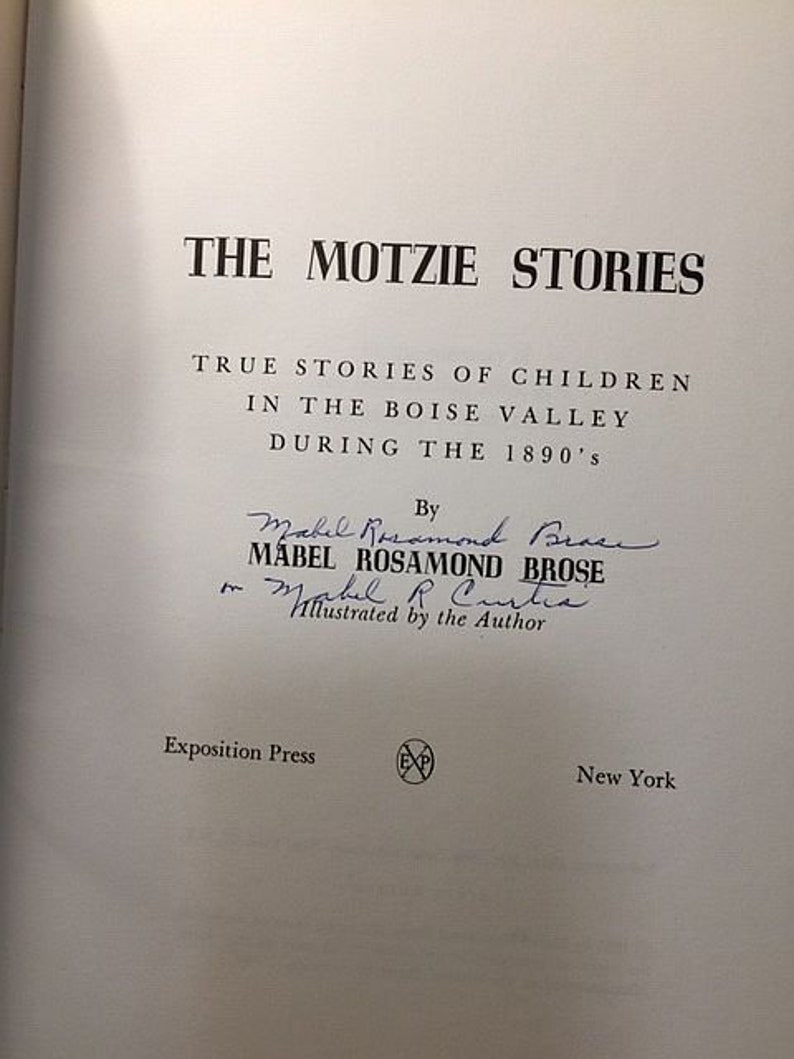 THE MOTZIE STORIES
TRUE STORIES OF CHILDREN
IN THE BOISE VALLEY
DURING THE 1890's
By
Mabel Rosamond Brose
MABEL ROSAMOND BROSE
or Mabel R Curtis
Illustrated by the Author
Exposition Press EXP New York